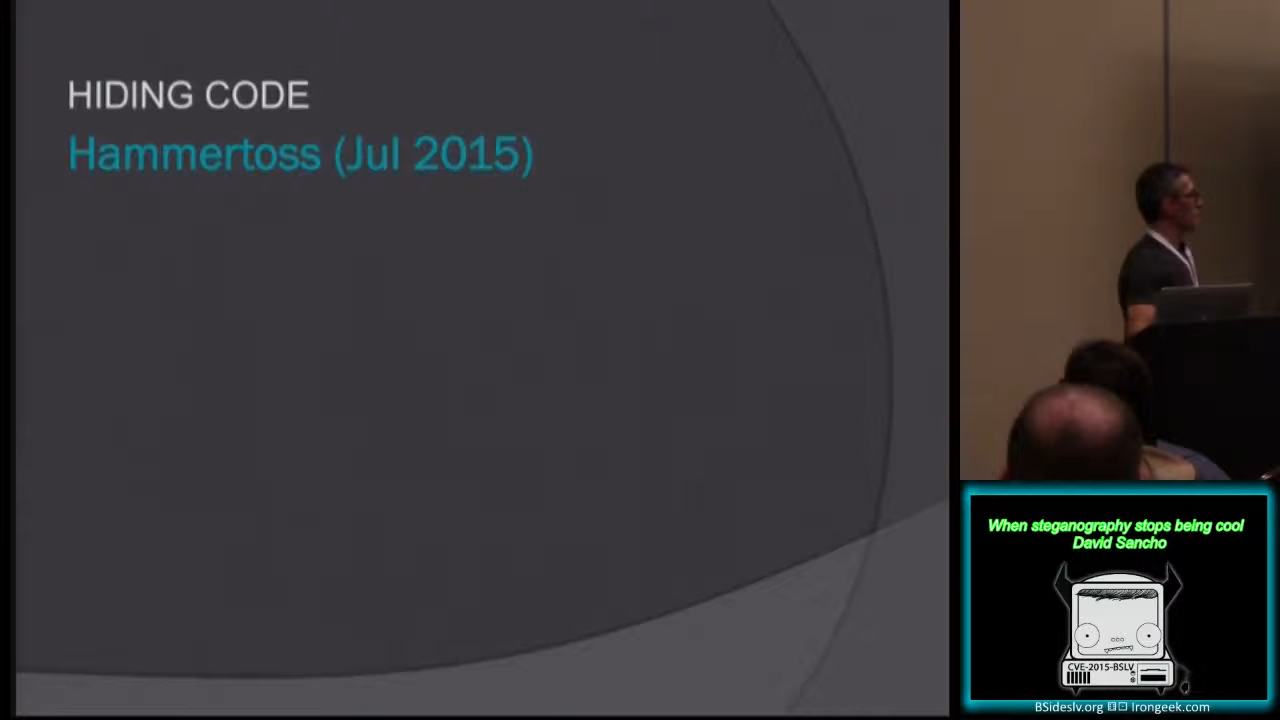 HIDING CODE
Hammertoss (Jul 2015)
When steganography stops being cool
David Sancho
CVE-2015-BSLV
BSideslv.org Irongeek.com